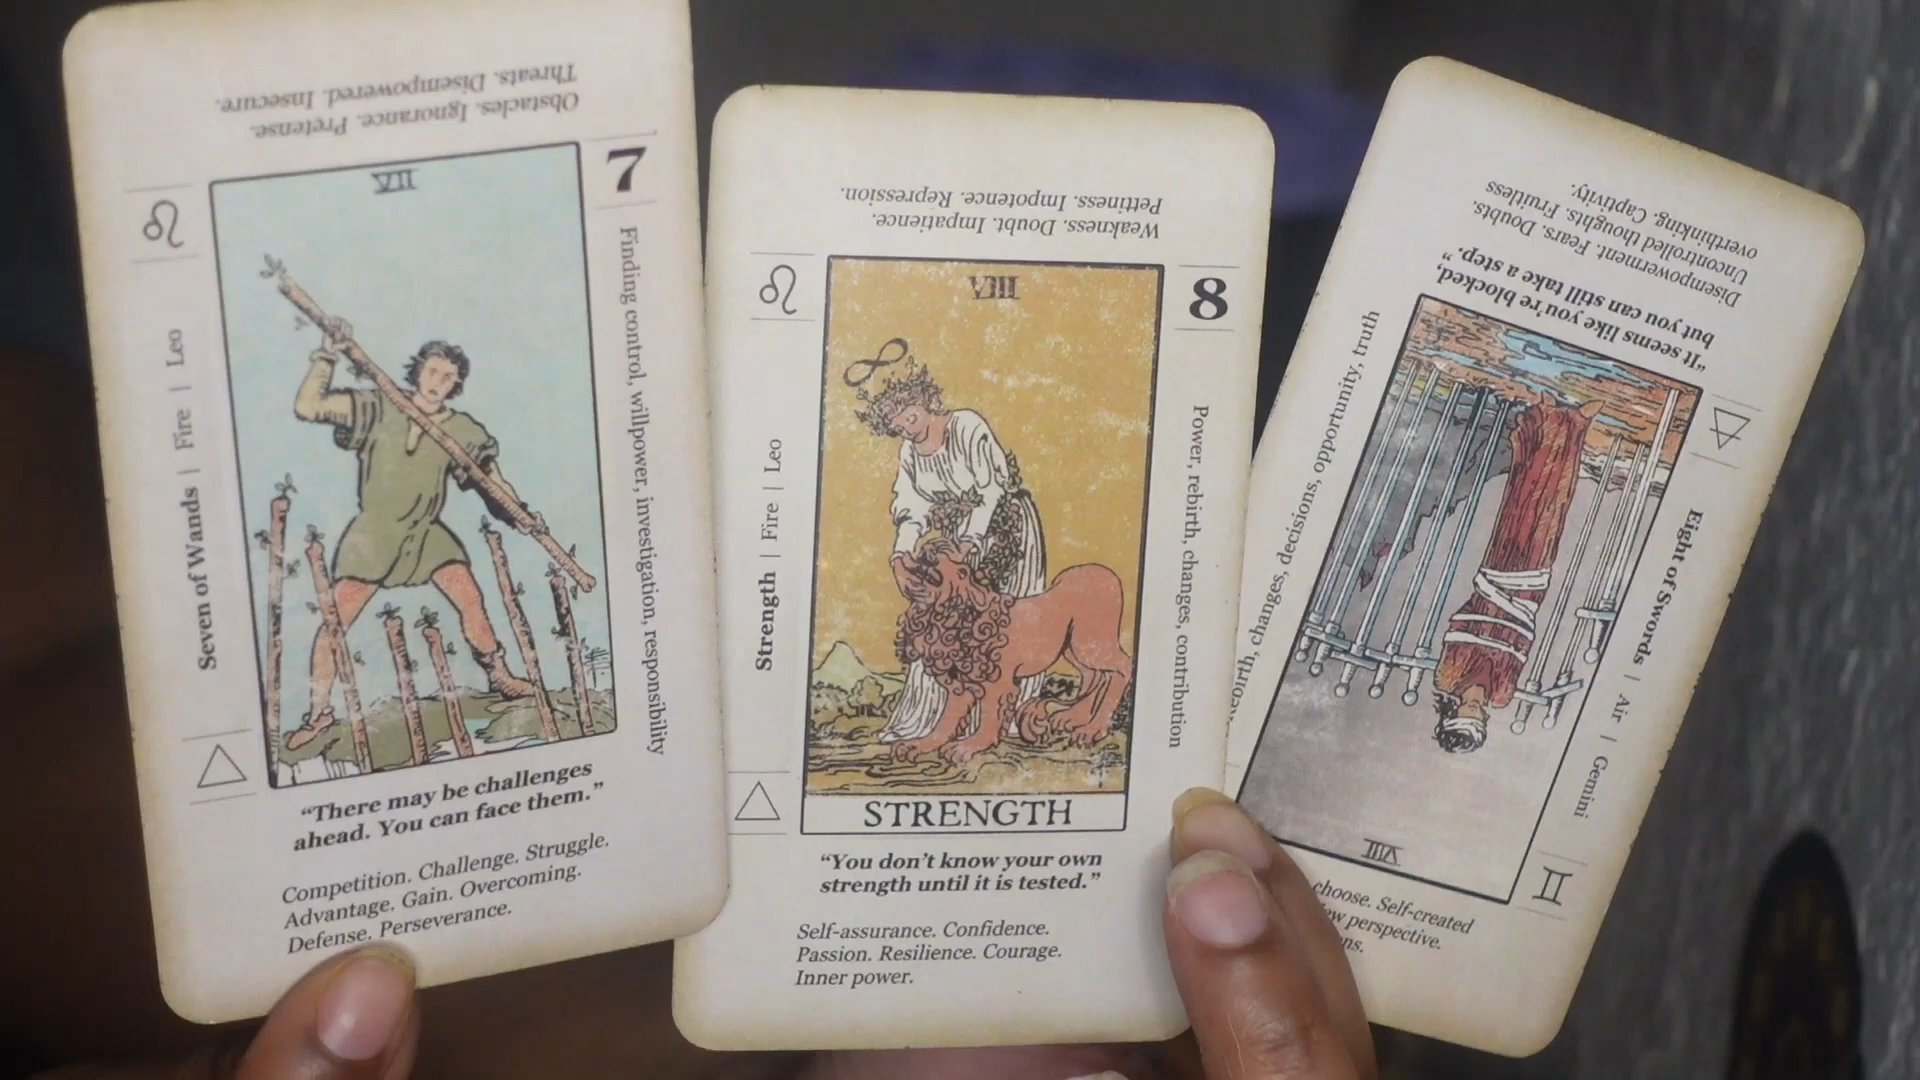 Obstacles. Ignorance. Pretense.
Threats. Disempowered. Insecure.
7
VII
Seven of Wands | Fire | Leo
Finding control, willpower, investigation, responsibility
“There may be challenges
ahead. You can face them.”
Competition. Challenge. Struggle.
Advantage. Gain. Overcoming.
Defense. Perseverance.
Weakness. Doubt. Impatience.
Pettiness. Impotence. Repression.
8
VIII
Strength | Fire | Leo
Power, rebirth, changes, contribution
STRENGTH
“You don’t know your own
strength until it is tested.”
Self-assurance. Confidence.
Passion. Resilience. Courage.
Inner power.
“It seems like you’re blocked,
but you can still take a step.”
Disempowerment. Fears. Doubts.
Uncontrolled thoughts. Fruitless
overthinking. Captivity.
changes, decisions, opportunity, truth
Eight of Swords | Air | Gemini
VIII
choose. Self-created
perspective.